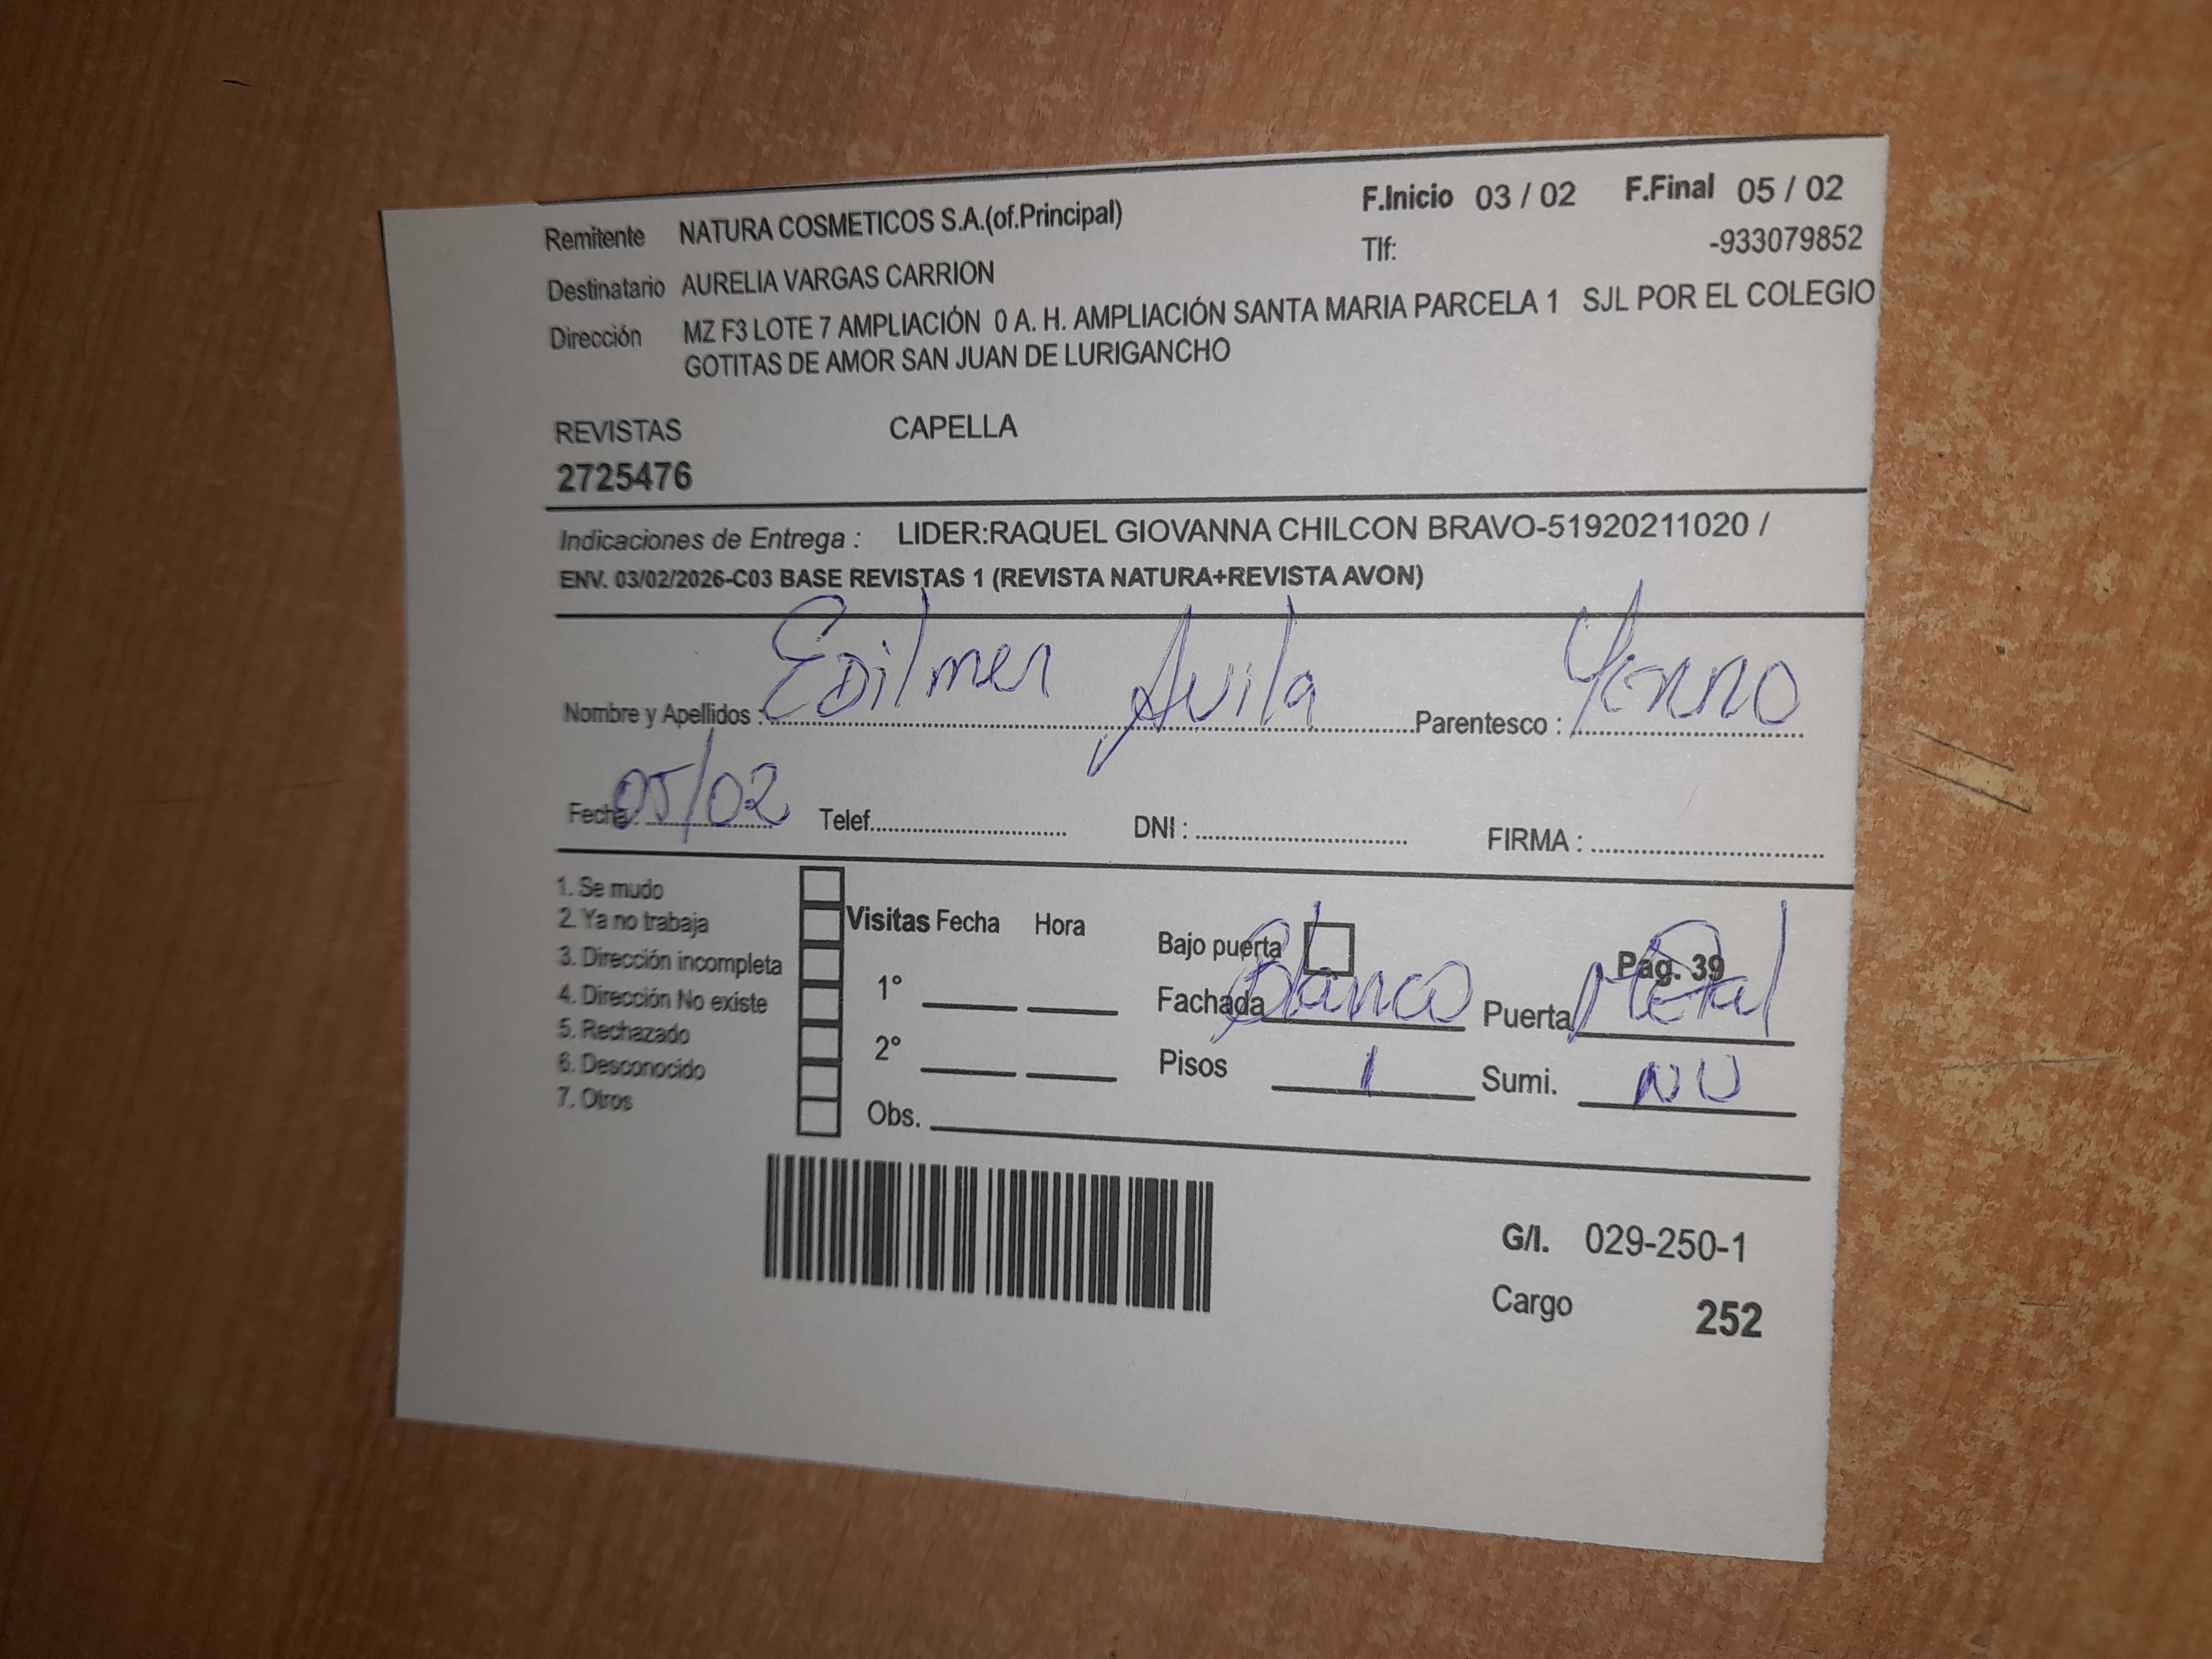 Remitente NATURA COSMETICOS S.A.(of.Principal) F.Inicio 03 / 02 F.Final 05 / 02
Tlf: -933079852
Destinatario AURELIA VARGAS CARRION
Dirección MZ F3 LOTE 7 AMPLIACIÓN 0 A. H. AMPLIACIÓN SANTA MARIA PARCELA 1 SJL POR EL COLEGIO
GOTITAS DE AMOR SAN JUAN DE LURIGANCHO
REVISTAS CAPELLA
2725476
Indicaciones de Entrega : LIDER:RAQUEL GIOVANNA CHILCON BRAVO-51920211020 /
ENV. 03/02/2026-C03 BASE REVISTAS 1 (REVISTA NATURA+REVISTA AVON)
Nombre y Apellidos : Edilmer Avila Parentesco : Yerno
Fecha : 05/02 Telef. DNI : FIRMA :
1. Se mudo
2. Ya no trabaja
3. Dirección incompleta
4. Dirección No existe
5. Rechazado
6. Desconocido
7. Otros
Visitas Fecha Hora
1°
2°
Obs.
Bajo puerta Pag. 39
Fachada Blanco Puerta Metal
Pisos 1 Sumi. NU
G/I. 029-250-1
Cargo 252